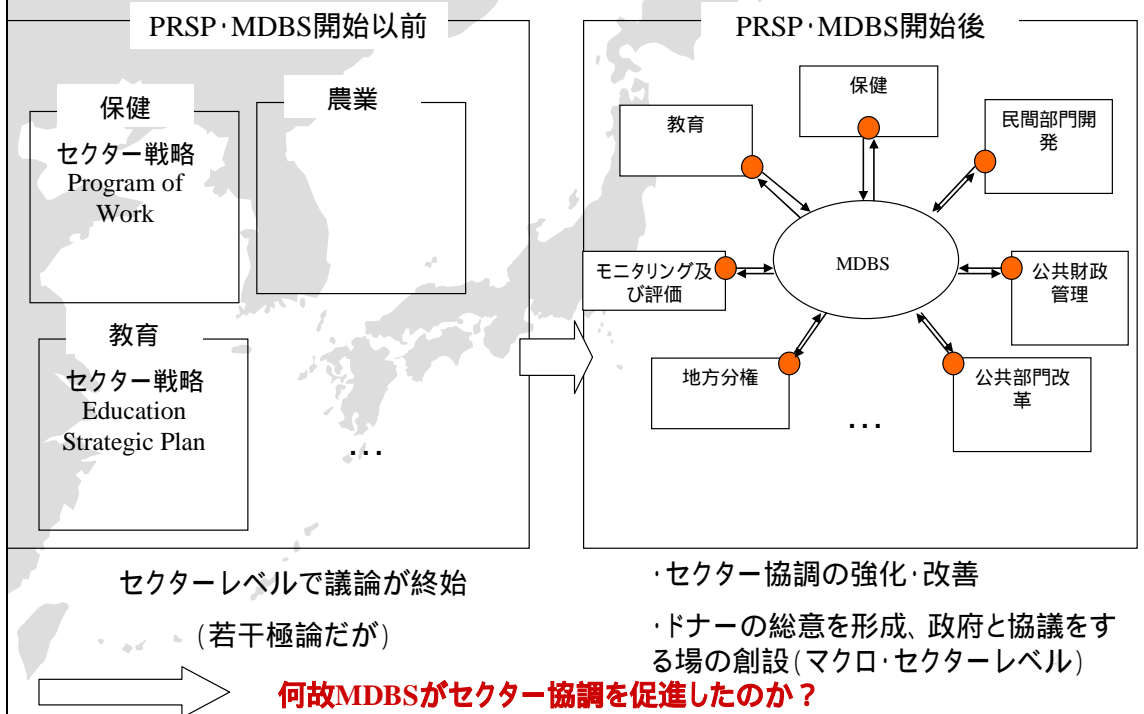 PRSP･MDBS開始以前
保健
セクター戦略
Program of
Work
農業
教育
セクター戦略
Education
Strategic Plan
…
セクターレベルで議論が終始
(若干極論だが)
PRSP･MDBS開始後
保健
教育
民間部門開
発
モニタリング及
び評価
MDBS
公共財政
管理
地方分権
公共部門改
革
…
･セクター協調の強化･改善
･ドナーの総意を形成、政府と協議をす
る場の創設(マクロ･セクターレベル)
何故MDBSがセクター協調を促進したのか？